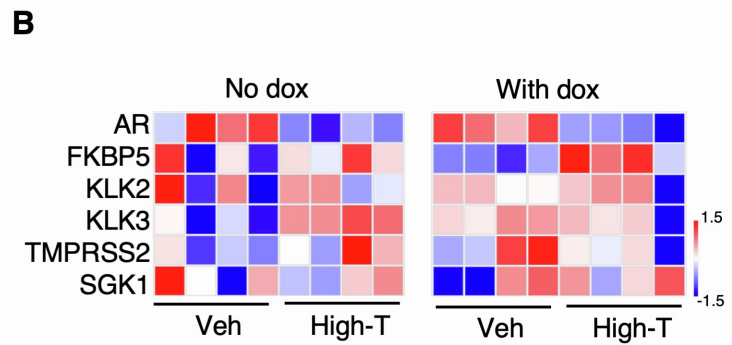 B
No dox
With dox
AR
FKBP5
KLK2
KLK3
TMPRSS2
SGK1
1.5
-1.5
Veh
High-T
Veh
High-T